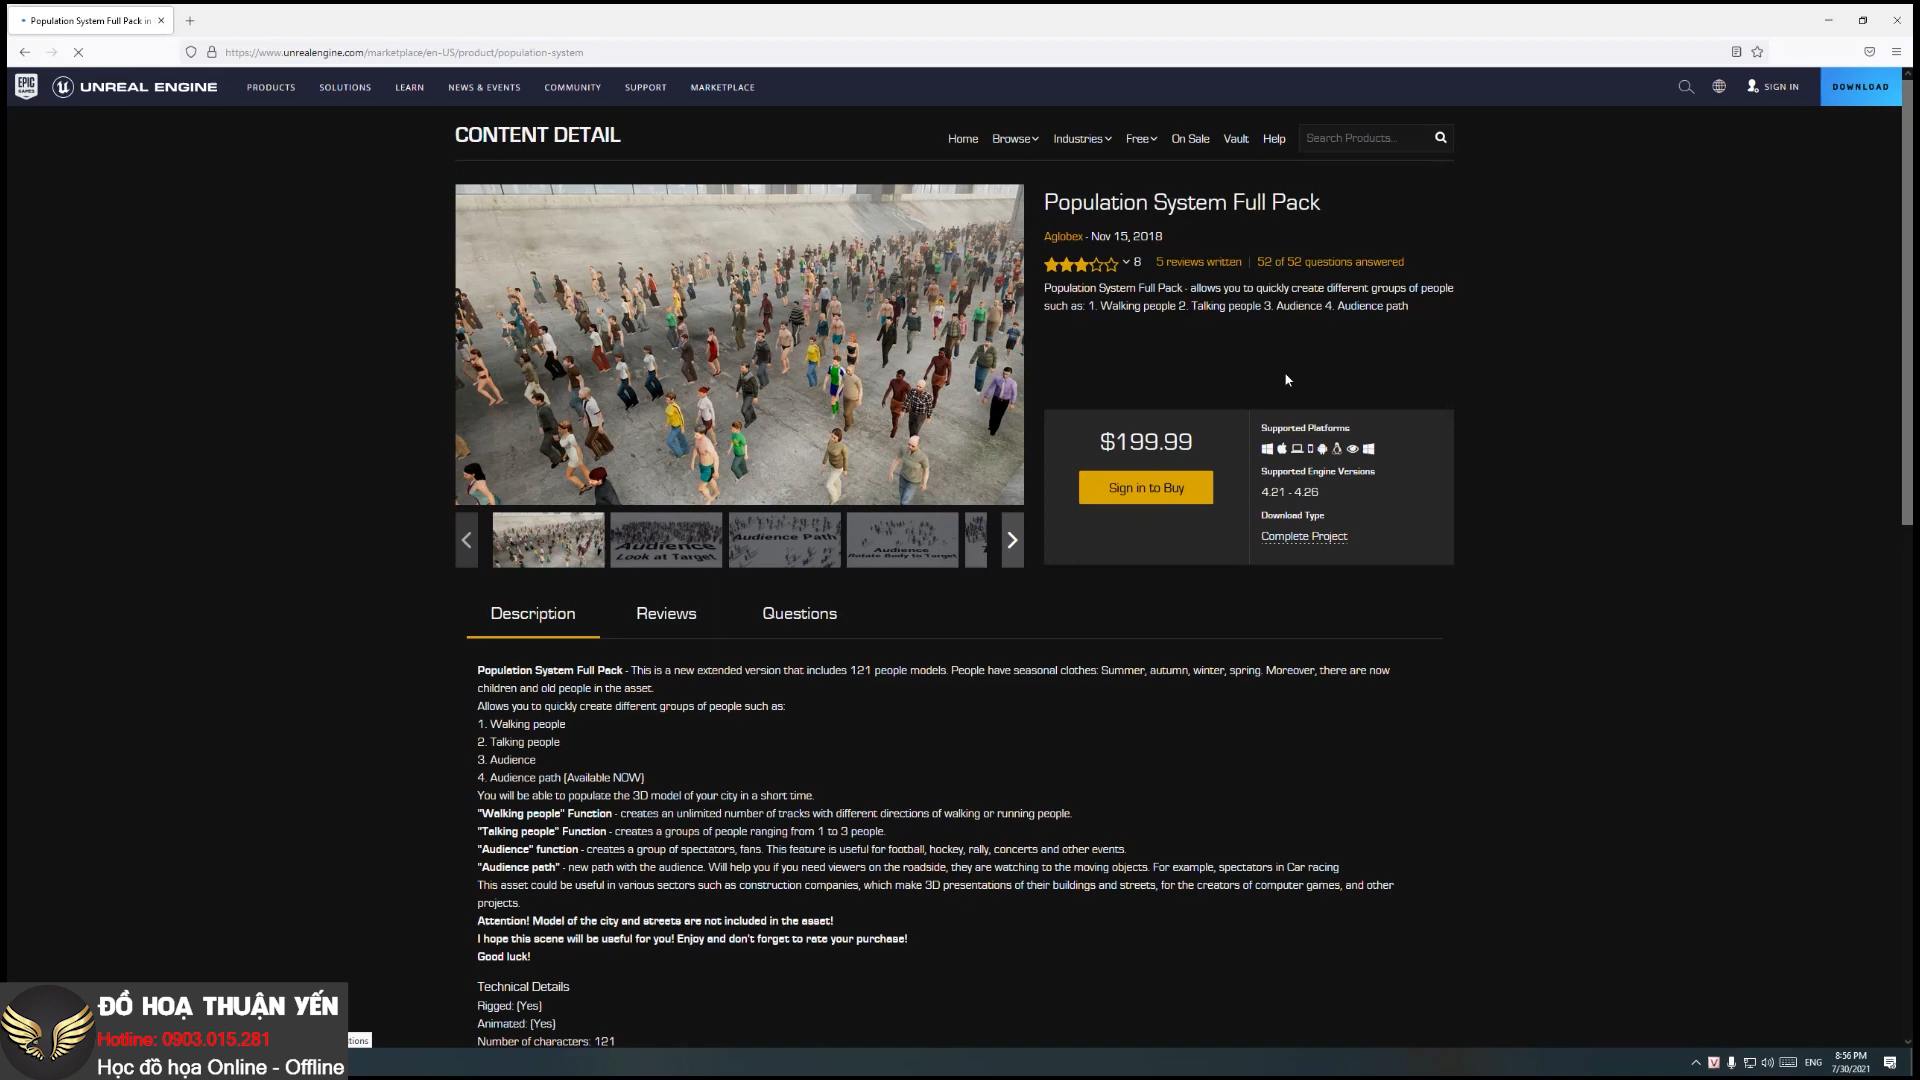 Population System Full Pack in
https://www.unrealengine.com/marketplace/en-US/product/population-system
EPIC GAMES
UNREAL ENGINE
PRODUCTS
SOLUTIONS
LEARN
NEWS & EVENTS
COMMUNITY
SUPPORT
MARKETPLACE
SIGN IN
DOWNLOAD
CONTENT DETAIL
Home
Browse
Industries
Free
On Sale
Vault
Help
Search Products...
Population System Full Pack
Aglobex - Nov 15, 2018
8
5 reviews written | 52 of 52 questions answered
Population System Full Pack - allows you to quickly create different groups of people
such as: 1. Walking people 2. Talking people 3. Audience 4. Audience path
$199.99
Sign in to Buy
Supported Platforms
Supported Engine Versions
4.21 - 4.26
Download Type
Complete Project
Audience
Look at Target
Audience Path
Audience
Rotate Body to Target
Description
Reviews
Questions
Population System Full Pack - This is a new extended version that includes 121 people models. People have seasonal clothes: Summer, autumn, winter, spring. Moreover, there are now
children and old people in the asset.
Allows you to quickly create different groups of people such as:
1. Walking people
2. Talking people
3. Audience
4. Audience path (Available NOW)
You will be able to populate the 3D model of your city in a short time.
"Walking people" Function - creates an unlimited number of tracks with different directions of walking or running people.
"Talking people" Function - creates a groups of people ranging from 1 to 3 people.
"Audience" function - creates a group of spectators, fans. This feature is useful for football, hockey, rally, concerts and other events.
"Audience path" - new path with the audience. Will help you if you need viewers on the roadside, they are watching to the moving objects. For example, spectators in Car racing
This asset could be useful in various sectors such as construction companies, which make 3D presentations of their buildings and streets, for the creators of computer games, and other
projects.
Attention! Model of the city and streets are not included in the asset!
I hope this scene will be useful for you! Enjoy and don't forget to rate your purchase!
Good luck!
Technical Details
Rigged: (Yes)
Animated: (Yes)
Number of characters: 121
ĐỒ HOẠ THUẬN YẾN
Hotline: 0903.015.281
Học đồ họa Online - Offline
tions
ENG
8:56 PM
7/30/2021